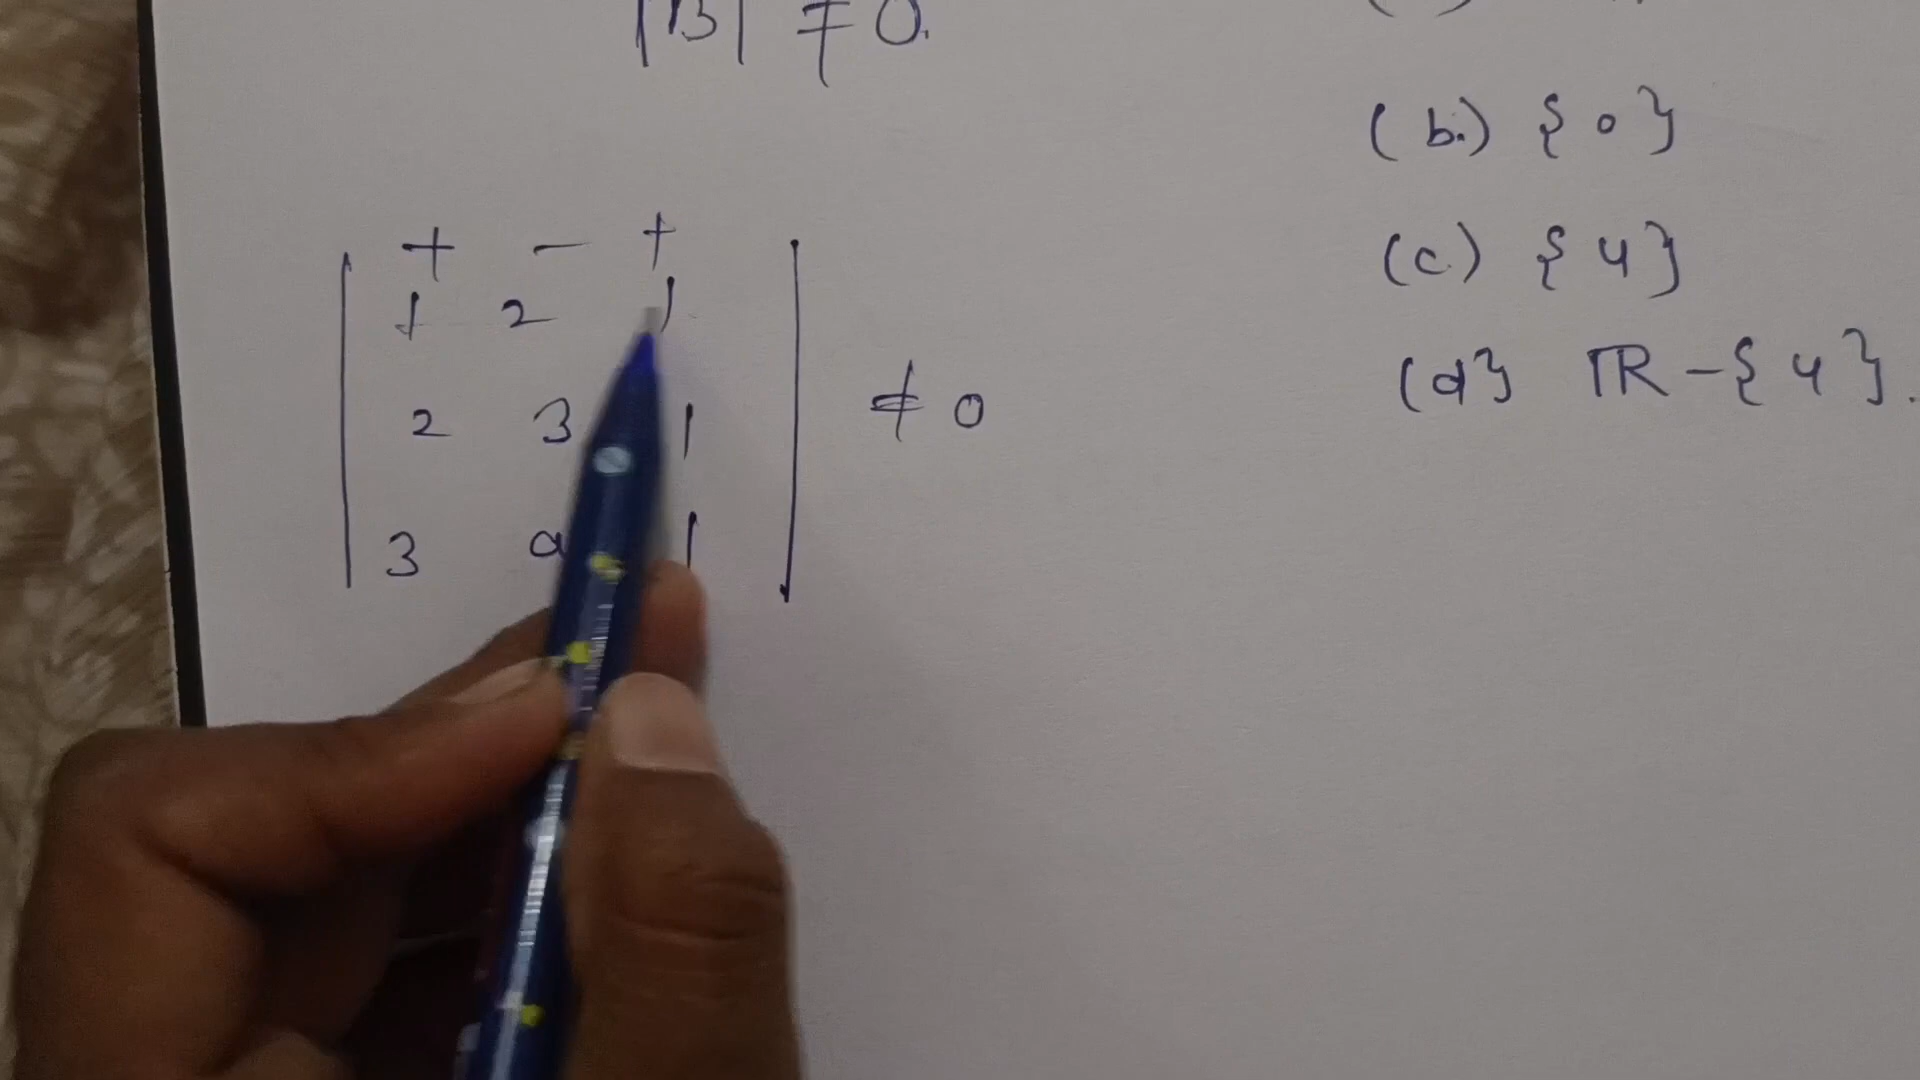 |B| ≠ 0.
(b.) { 0 }
(c.) { 4 }
(d} ℝ - { 4 }.
+ - +
1 2 1
2 3 1 ≠ 0
3 a 1